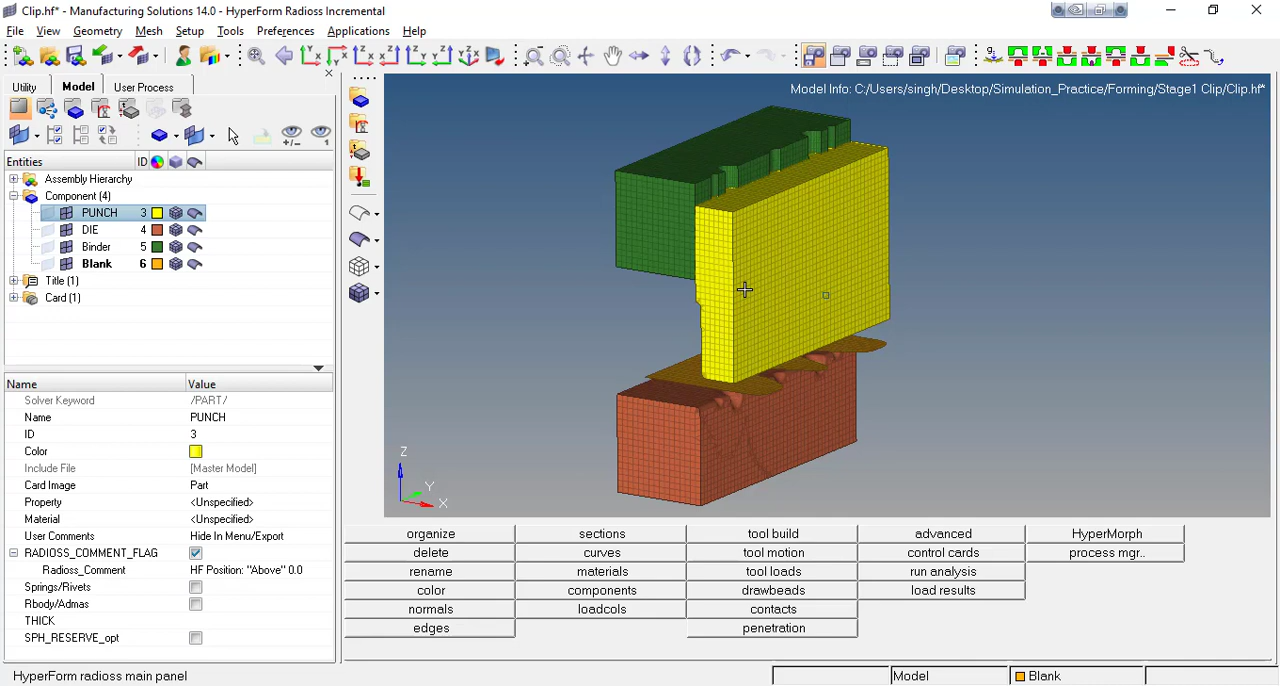 Clip.hf* - Manufacturing Solutions 14.0 - HyperForm Radioss Incremental
File View Geometry Mesh Setup Tools Preferences Applications Help
Utility Model User Process
Model Info: C:/Users/singh/Desktop/Simulation_Practice/Forming/Stage1 Clip/Clip.hf*
Entities ID
Assembly Hierarchy
Component (4)
PUNCH 3
DIE 4
Binder 5
Blank 6
Title (1)
Card (1)
Name Value
Solver Keyword /PART/
Name PUNCH
ID 3
Color
Include File [Master Model]
Card Image Part
Property <Unspecified>
Material <Unspecified>
User Comments Hide In Menu/Export
RADIOSS_COMMENT_FLAG
Radioss_Comment HF Position: "Above" 0.0
Springs/Rivets
Rbody/Admas
THICK
SPH_RESERVE_opt
Z
Y
X
organize sections tool build advanced HyperMorph
delete curves tool motion control cards process mgr..
rename materials tool loads run analysis
color components drawbeads load results
normals loadcols contacts
edges penetration
HyperForm radioss main panel Model Blank